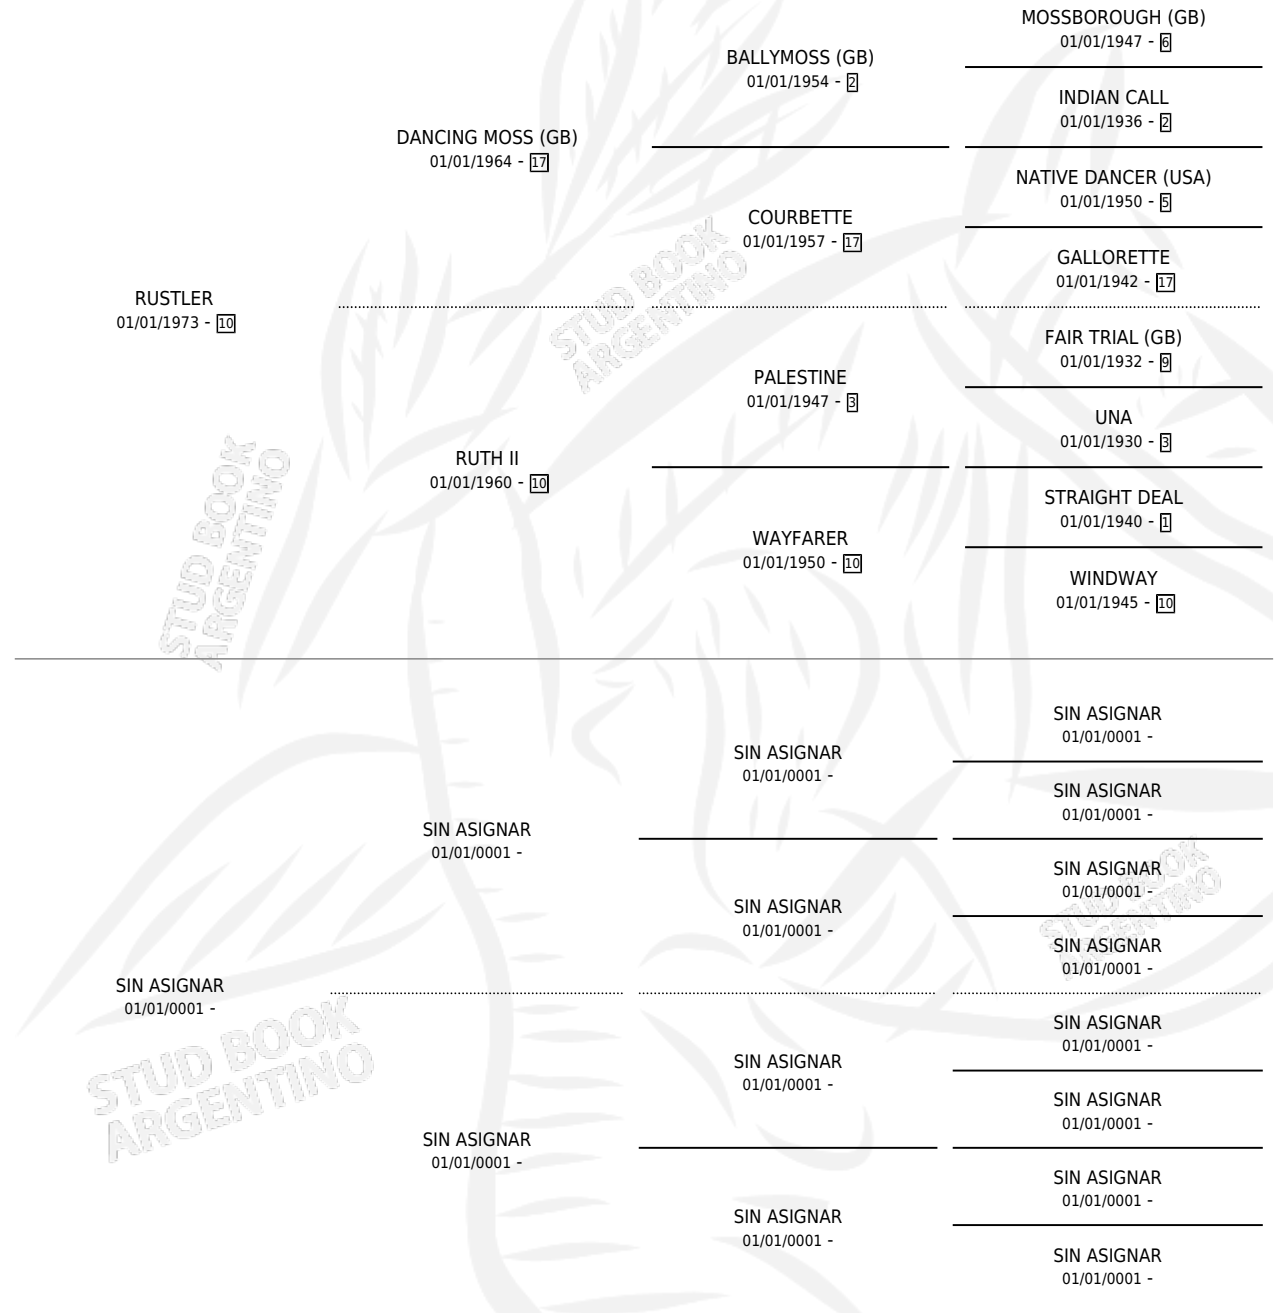 MOSSBOROUGH (GB)
01/01/1947 - 6
BALLYMOSS (GB)
01/01/1954 - 2
INDIAN CALL
01/01/1936 - 2
DANCING MOSS (GB)
01/01/1964 - 17
NATIVE DANCER (USA)
01/01/1950 - 5
COURBETTE
01/01/1957 - 17
GALLORETTE
01/01/1942 - 17
RUSTLER
01/01/1973 - 10
STUD BOOK
ARGENTINO
FAIR TRIAL (GB)
01/01/1932 - 9
PALESTINE
01/01/1947 - 3
UNA
01/01/1930 - 3
RUTH II
01/01/1960 - 10
STRAIGHT DEAL
01/01/1940 - 1
WAYFARER
01/01/1950 - 10
WINDWAY
01/01/1945 - 10
STUD BOOK
ARGENTINO
SIN ASIGNAR
01/01/0001 -
SIN ASIGNAR
01/01/0001 -
SIN ASIGNAR
01/01/0001 -
SIN ASIGNAR
01/01/0001 -
SIN ASIGNAR
01/01/0001 -
SIN ASIGNAR
01/01/0001 -
SIN ASIGNAR
01/01/0001 -
STUD BOOK
ARGENTINO
SIN ASIGNAR
01/01/0001 -
STUD BOOK
ARGENTINO
SIN ASIGNAR
01/01/0001 -
SIN ASIGNAR
01/01/0001 -
SIN ASIGNAR
01/01/0001 -
SIN ASIGNAR
01/01/0001 -
SIN ASIGNAR
01/01/0001 -
SIN ASIGNAR
01/01/0001 -
SIN ASIGNAR
01/01/0001 -